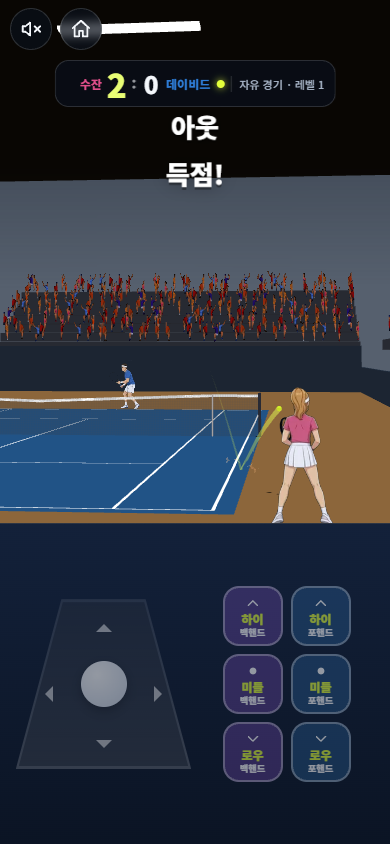 수잔 2 : 0 데이비드 자유 경기 · 레벨 1
아웃
득점!
하이 하이
백핸드 포핸드
미들 미들
백핸드 포핸드
로우 로우
백핸드 포핸드